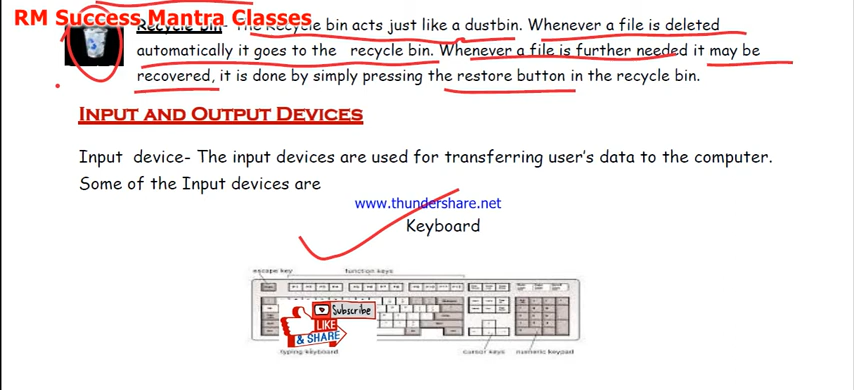 RM Success Mantra Classes
Recycle bin- The recycle bin acts just like a dustbin. Whenever a file is deleted
automatically it goes to the recycle bin. Whenever a file is further needed it may be
recovered, it is done by simply pressing the restore button in the recycle bin.
INPUT AND OUTPUT DEVICES
Input device- The input devices are used for transferring user's data to the computer.
Some of the Input devices are
www.thundershare.net
Keyboard
escape key function keys
Subscribe
LIKE
& SHARE
typing keyboard cursor keys numeric keypad